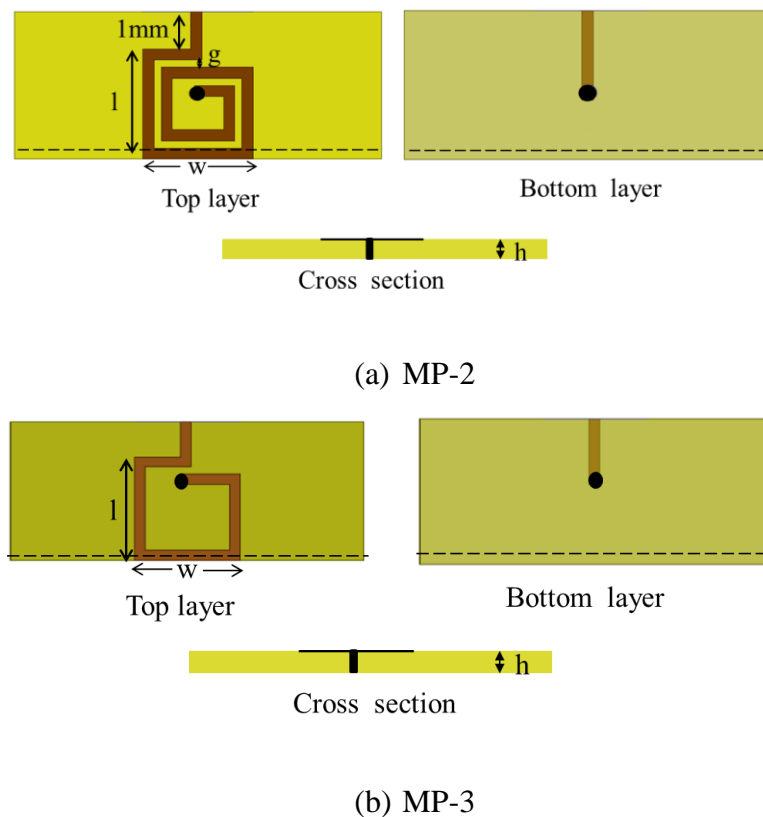 1mm
g
l
w
Top layer
Bottom layer
h
Cross section
(a) MP-2
l
w
Top layer
Bottom layer
h
Cross section
(b) MP-3